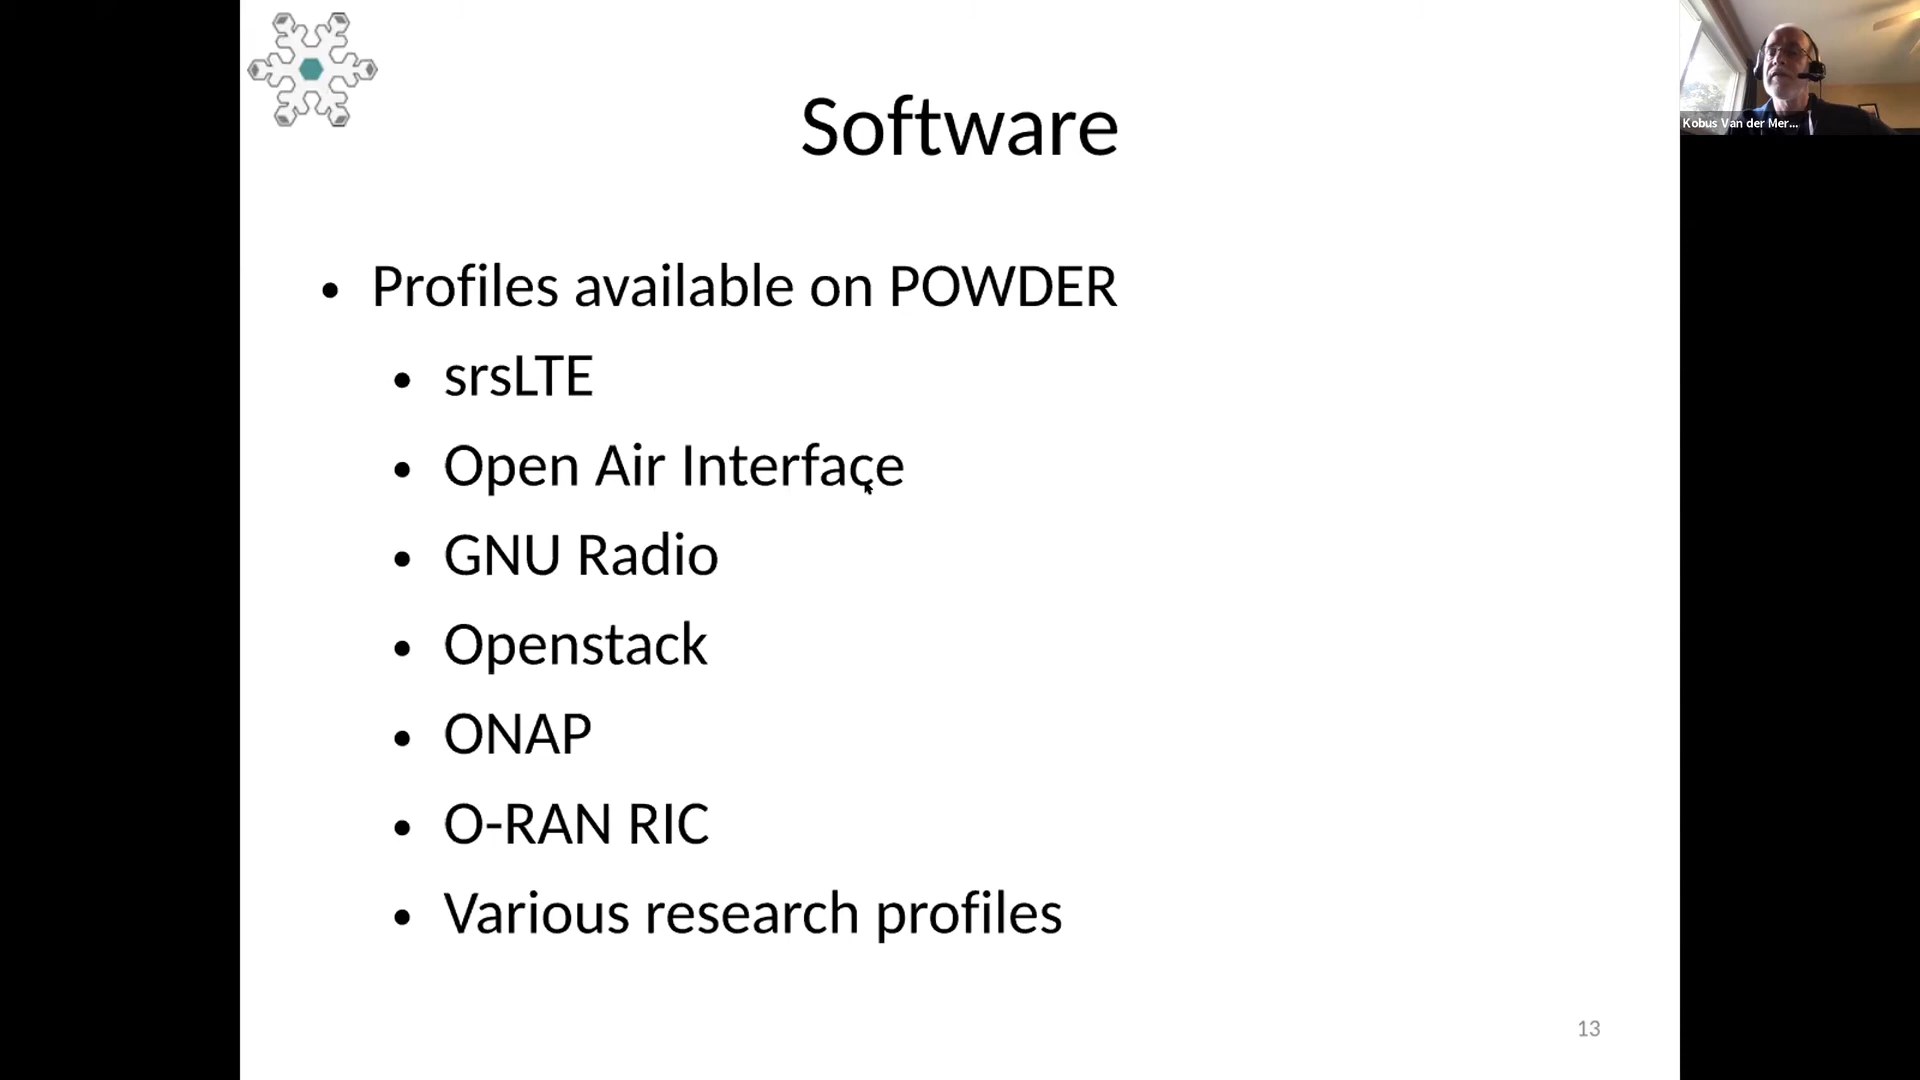 Software
Kobus Van der Mer...
• Profiles available on POWDER
• srsLTE
• Open Air Interface
• GNU Radio
• Openstack
• ONAP
• O-RAN RIC
• Various research profiles
13